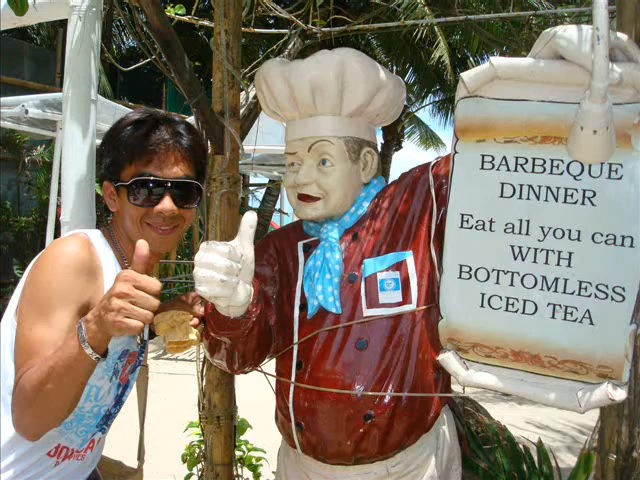 BARBEQUE
DINNER
Eat all you can
WITH
BOTTOMLESS
ICED TEA